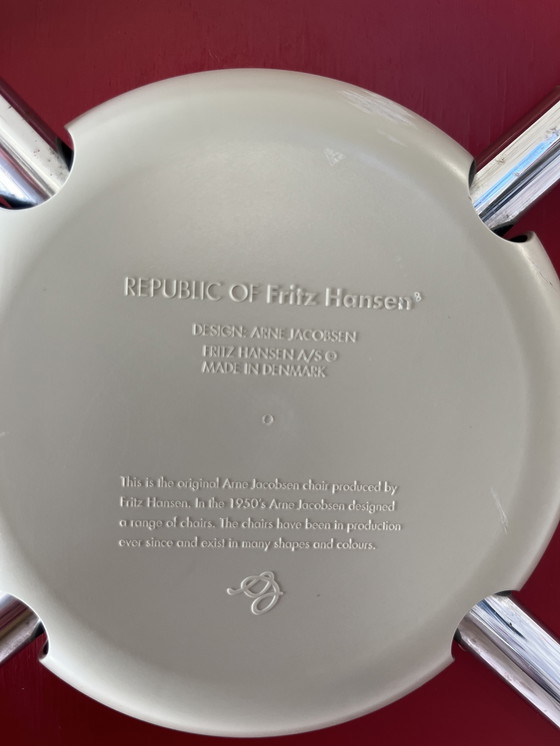 REPUBLIC OF Fritz Hansen®
DESIGN: ARNE JACOBSEN
FRITZ HANSEN A/S ©
MADE IN DENMARK
This is the original Arne Jacobsen chair produced by
Fritz Hansen. In the 1950's Arne Jacobsen designed
a range of chairs. The chairs have been in production
ever since and exist in many shapes and colours.